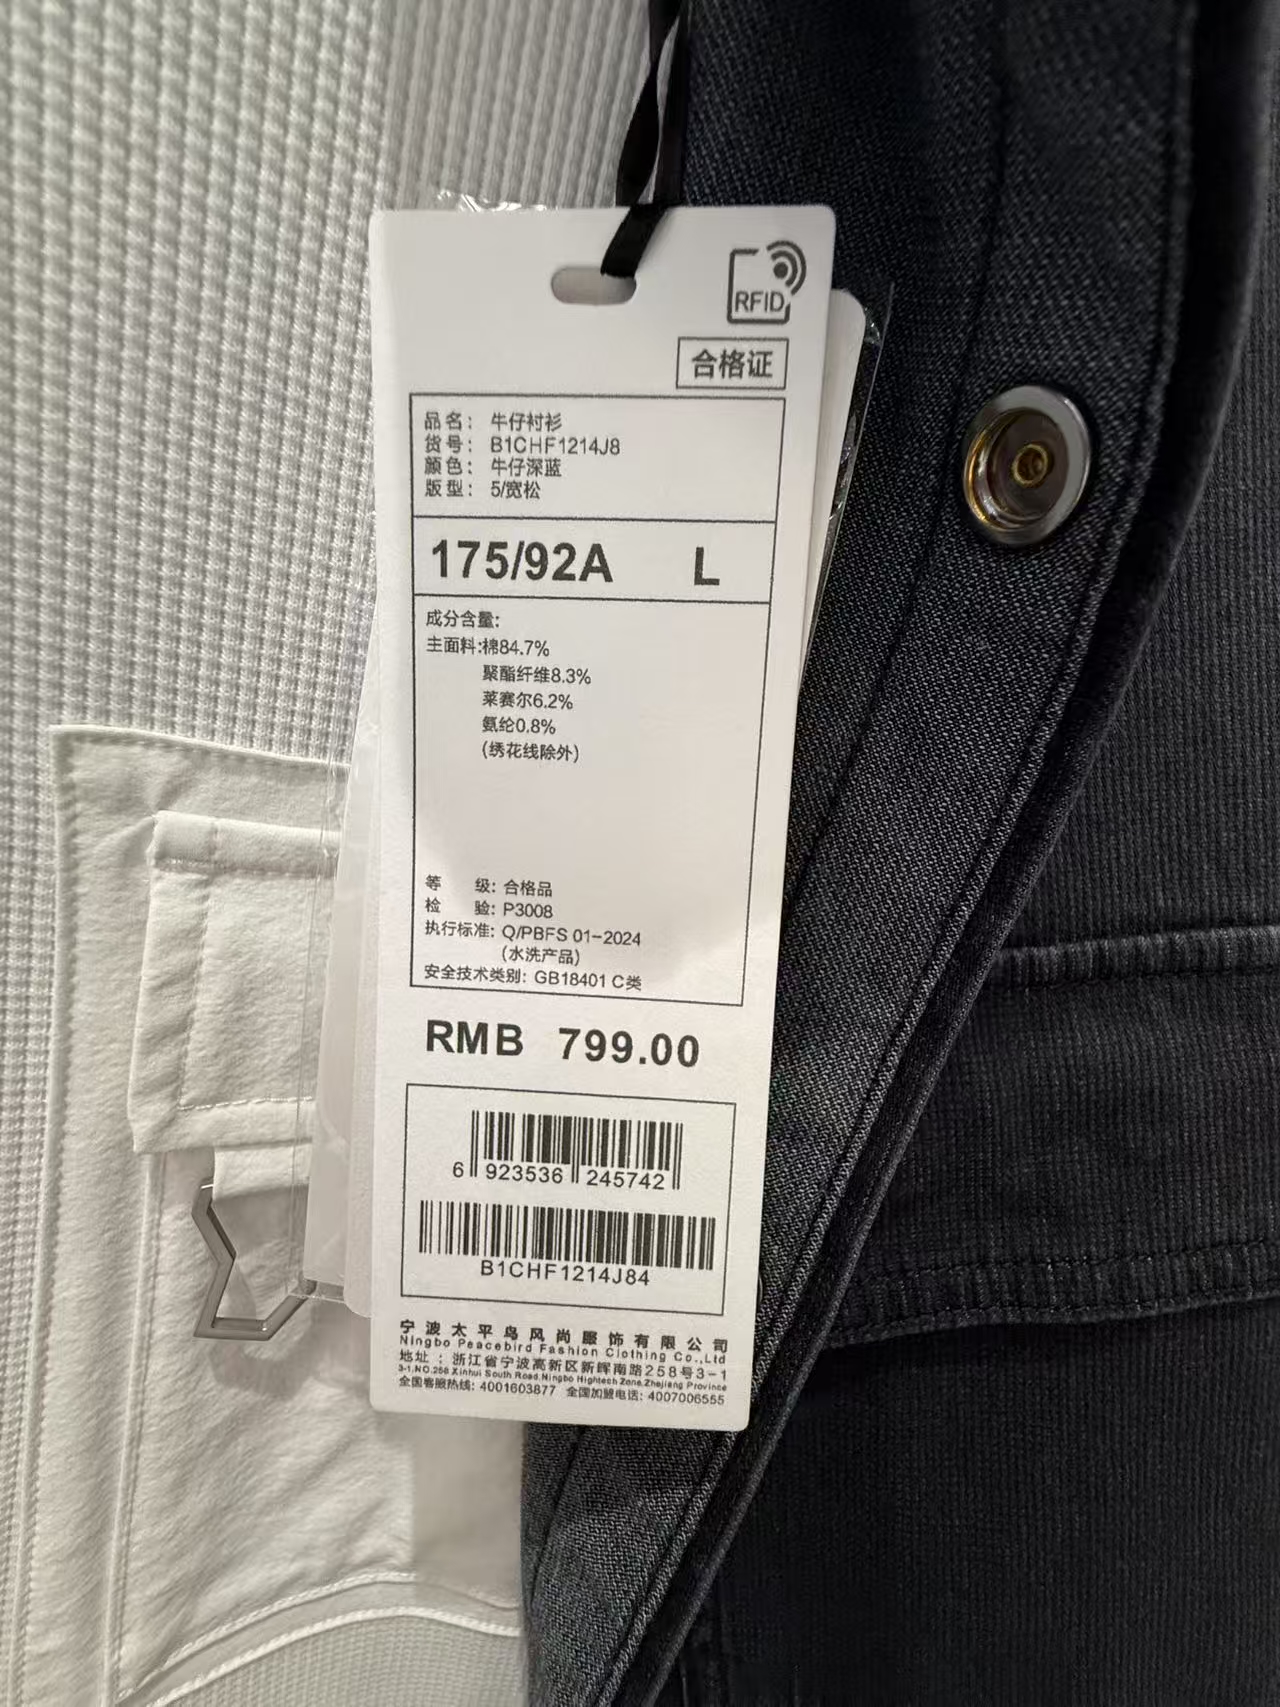 RFID
合格证
品名: 牛仔衬衫
货号: B1CHF1214J8
颜色: 牛仔深蓝
版型: 5/宽松
175/92A L
成分含量:
主面料:棉84.7%
聚酯纤维8.3%
莱赛尔6.2%
氨纶0.8%
(绣花线除外)
等 级: 合格品
检 验: P3008
执行标准: Q/PBFS 01-2024
(水洗产品)
安全技术类别: GB18401 C类
RMB 799.00
6 923536 245742
B1CHF1214J84
宁波太平鸟风尚服饰有限公司
Ningbo Peacebird Fashion Clothing Co.,Ltd
地址：浙江省宁波高新区新晖南路258号3-1
3-1,NO.258 Xinhui South Road,Ningbo Hightech Zone,Zhejiang Province
全国客服热线: 4001603877 全国加盟电话: 4007006555